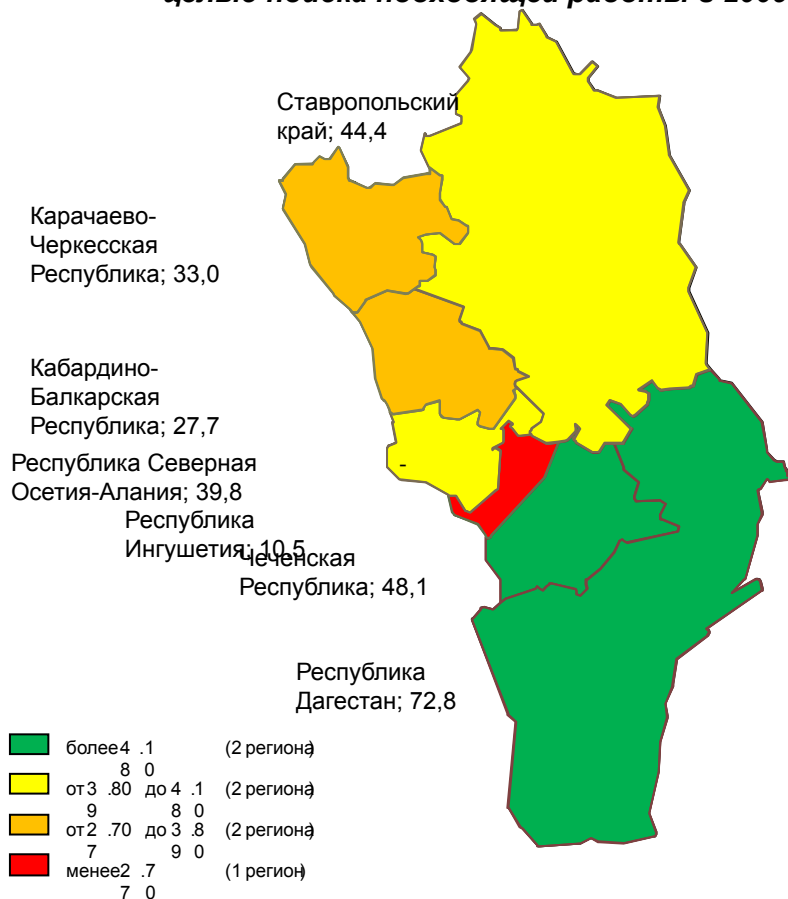 целью поиска подходящей работы с 2009
Ставропольский
край; 44,4
Карачаево-
Черкесская
Республика; 33,0
Кабардино-
Балкарская
Республика; 27,7
Республика Северная
Осетия-Алания; 39,8
Республика
Ингушетия; 10,5
Чеченская
Республика; 48,1
-
Республика
Дагестан; 72,8
более 4 .1 (2 региона)
8 0
от 3 .80 до 4 .1 (2 региона)
9 8 0
от 2 .70 до 3 .8 (2 региона)
7 9 0
менее 2 .7 (1 регион)
7 0